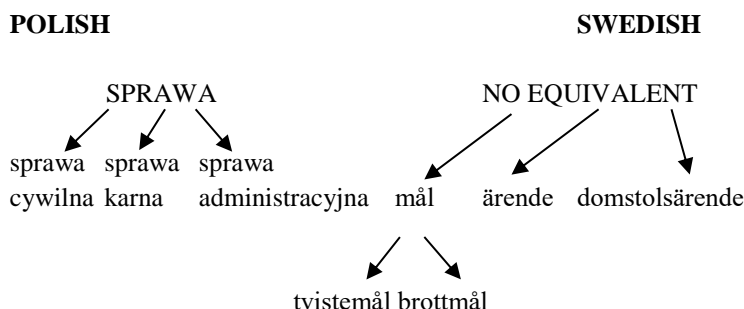 POLISH SWEDISH
SPRAWA NO EQUIVALENT
sprawa sprawa sprawa
cywilna karna administracyjna mål ärende domstolsärende
tvistemål brottmål